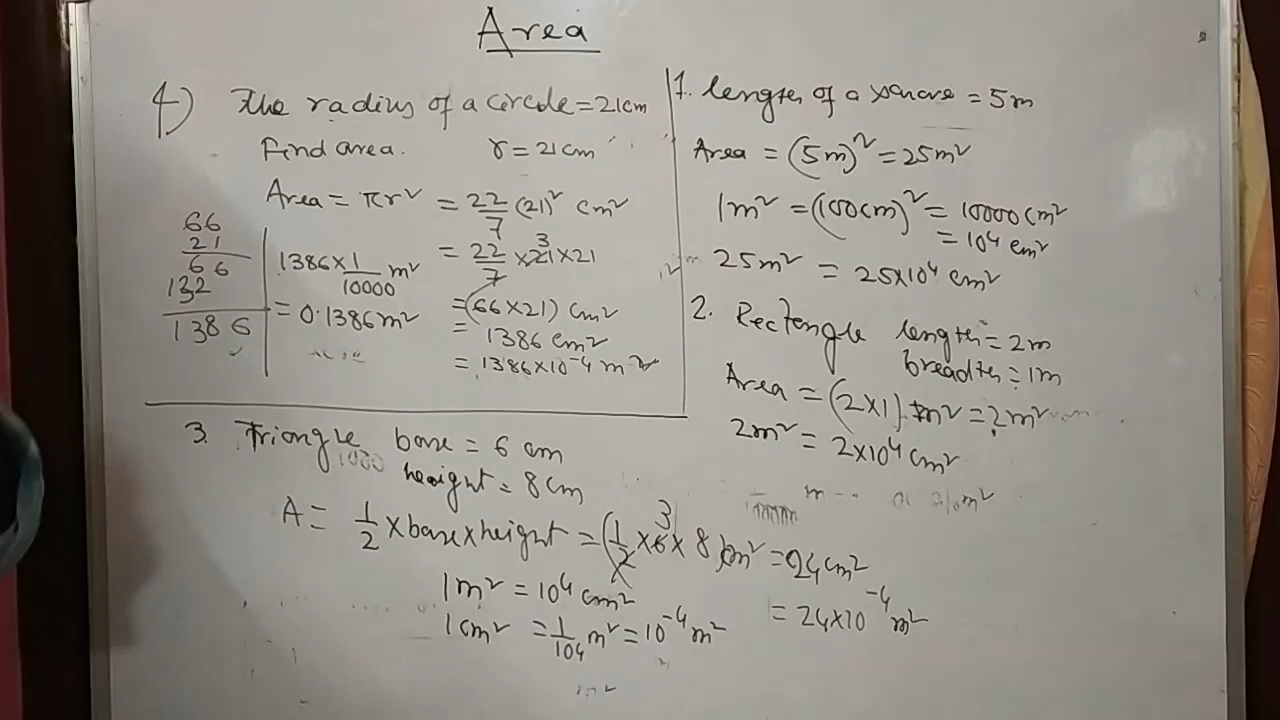 Area
4) The radius of a circle = 21cm
Find area. r = 21cm
Area = πr² = 22/7 (21)² cm²
= 22/7 × 21 × 21
3
= (66×21) cm²
= 1386 cm²
= 1386×10⁻⁴ m²
66
21
66
132
1386
1386 × 1/10000 m²
= 0.1386 m²
1. length of a square = 5m
Area = (5m)² = 25m²
1m² = (100cm)² = 10000 cm²
= 10⁴ cm²
25m² = 25×10⁴ cm²
2. Rectangle length = 2m
breadth = 1m
Area = (2×1) m² = 2m²
2m² = 2×10⁴ cm²
3. Triangle base = 6 cm
height = 8cm
A = 1/2 × base × height = (1/2 × 6 × 8) cm² = 24 cm²
3
= 24×10⁻⁴ m²
1m² = 10⁴ cm²
1cm² = 1/10⁴ m² = 10⁻⁴ m²